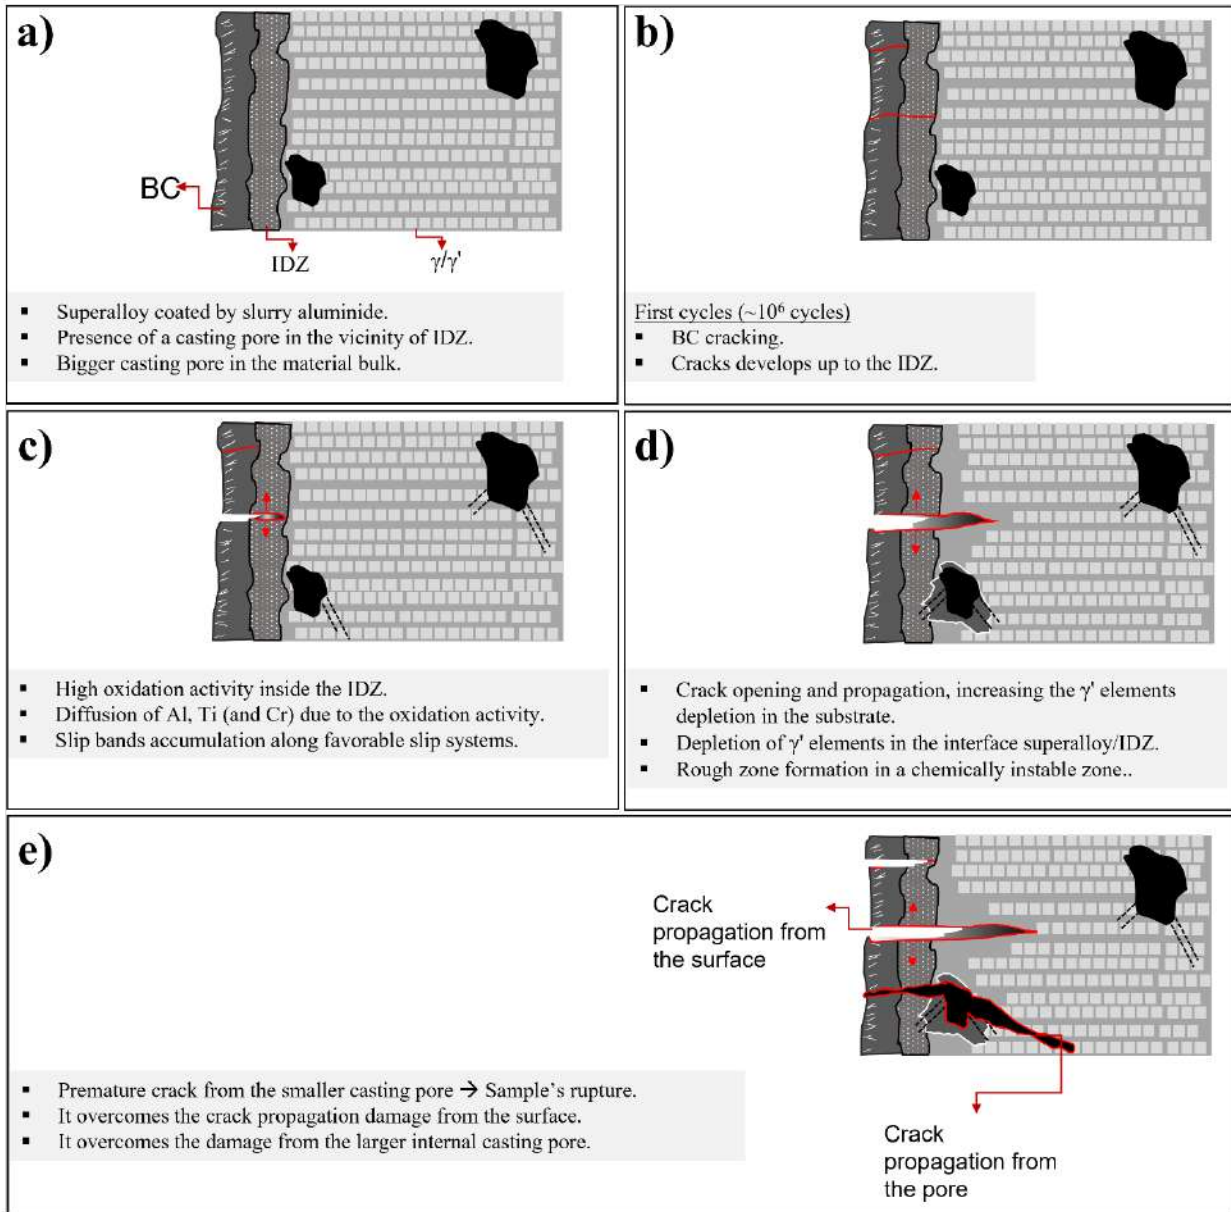 a)
BC
IDZ
γ/γ'
▪ Superalloy coated by slurry aluminide.
▪ Presence of a casting pore in the vicinity of IDZ.
▪ Bigger casting pore in the material bulk.
b)
First cycles (~10⁶ cycles)
▪ BC cracking.
▪ Cracks develops up to the IDZ.
c)
▪ High oxidation activity inside the IDZ.
▪ Diffusion of Al, Ti (and Cr) due to the oxidation activity.
▪ Slip bands accumulation along favorable slip systems.
d)
▪ Crack opening and propagation, increasing the γ' elements
depletion in the substrate.
▪ Depletion of γ' elements in the interface superalloy/IDZ.
▪ Rough zone formation in a chemically instable zone..
e)
Crack
propagation from
the surface
▪ Premature crack from the smaller casting pore → Sample's rupture.
▪ It overcomes the crack propagation damage from the surface.
▪ It overcomes the damage from the larger internal casting pore.
Crack
propagation from
the pore